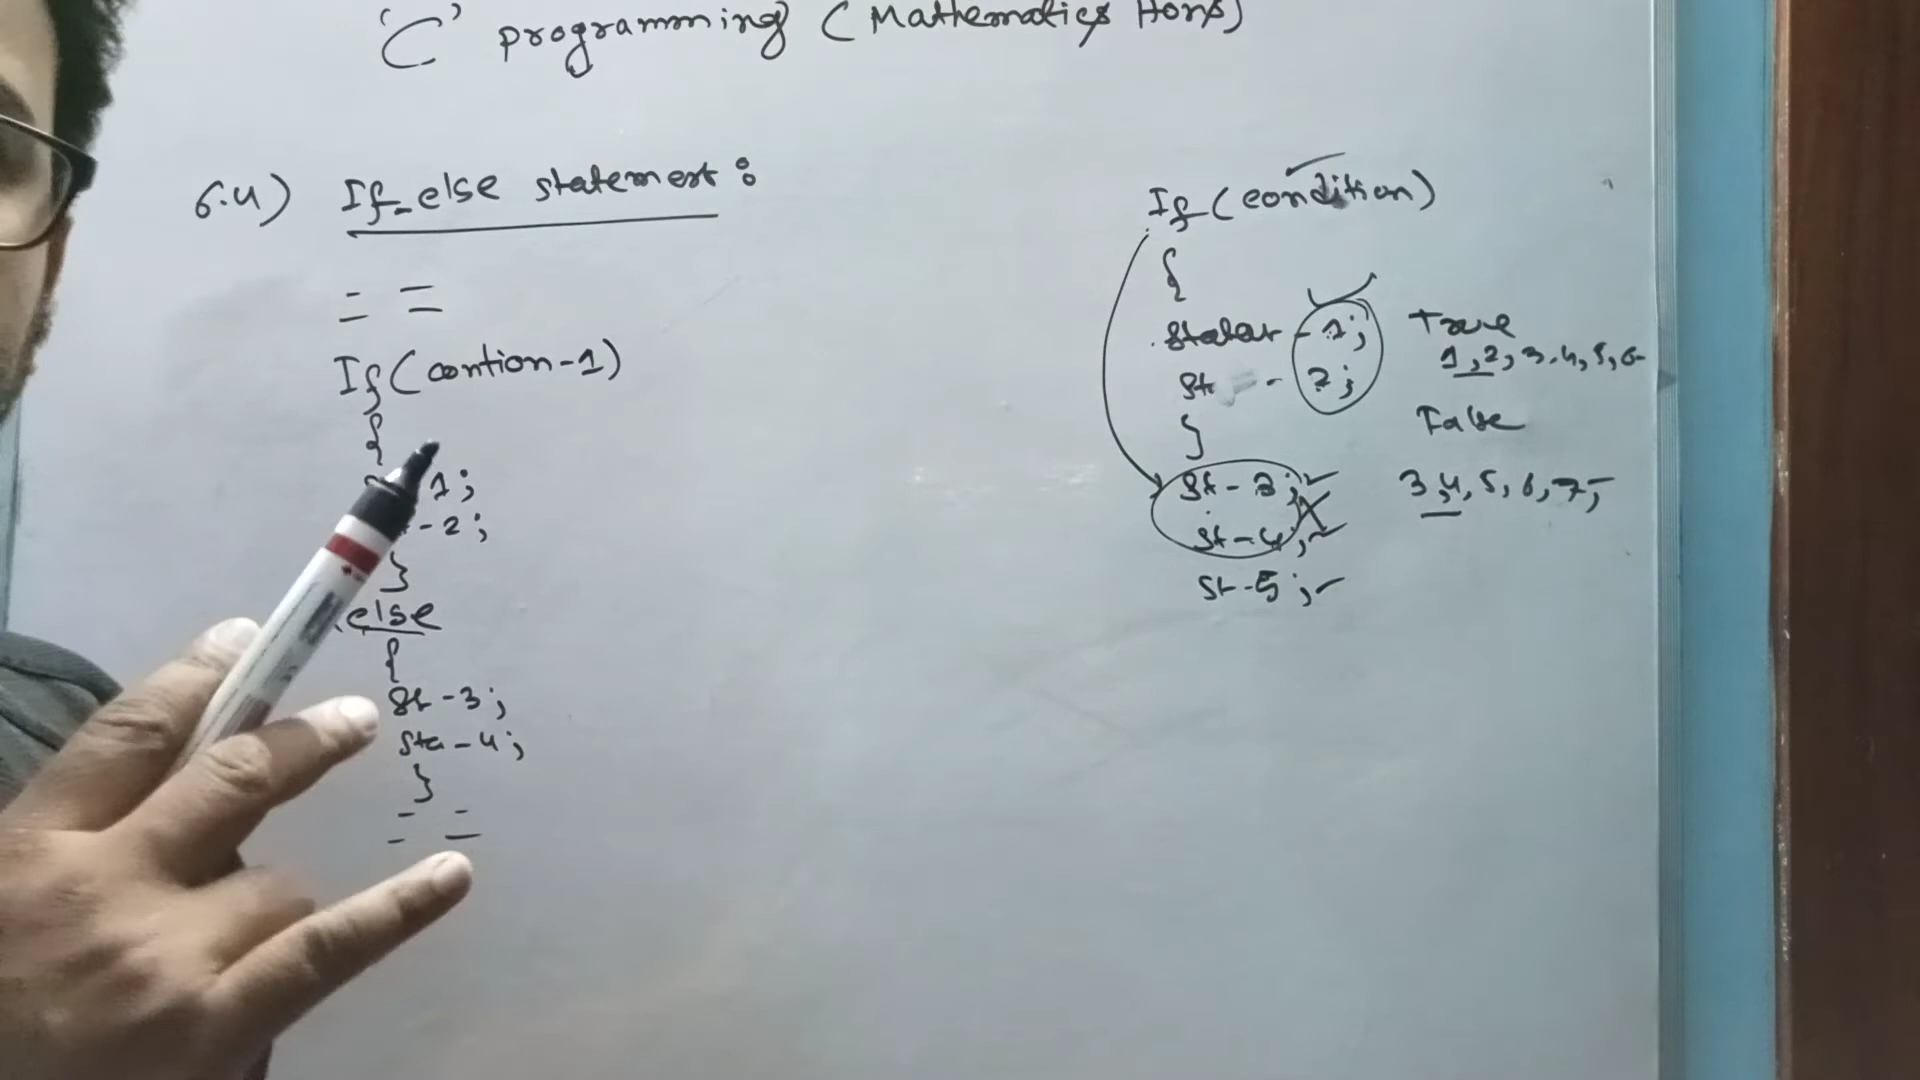 'C' programming (Mathematics Hons)
6.4) If-else statement:
If(contion-1)
{
1;
-2;
}
else
{
St-3;
Sta-4;
}
If(condition)
{
-1;
St - 2;
}
St-3;
St-4;
St-5;
True
1,2,3,4,5,6
False
3,4,5,6,7,